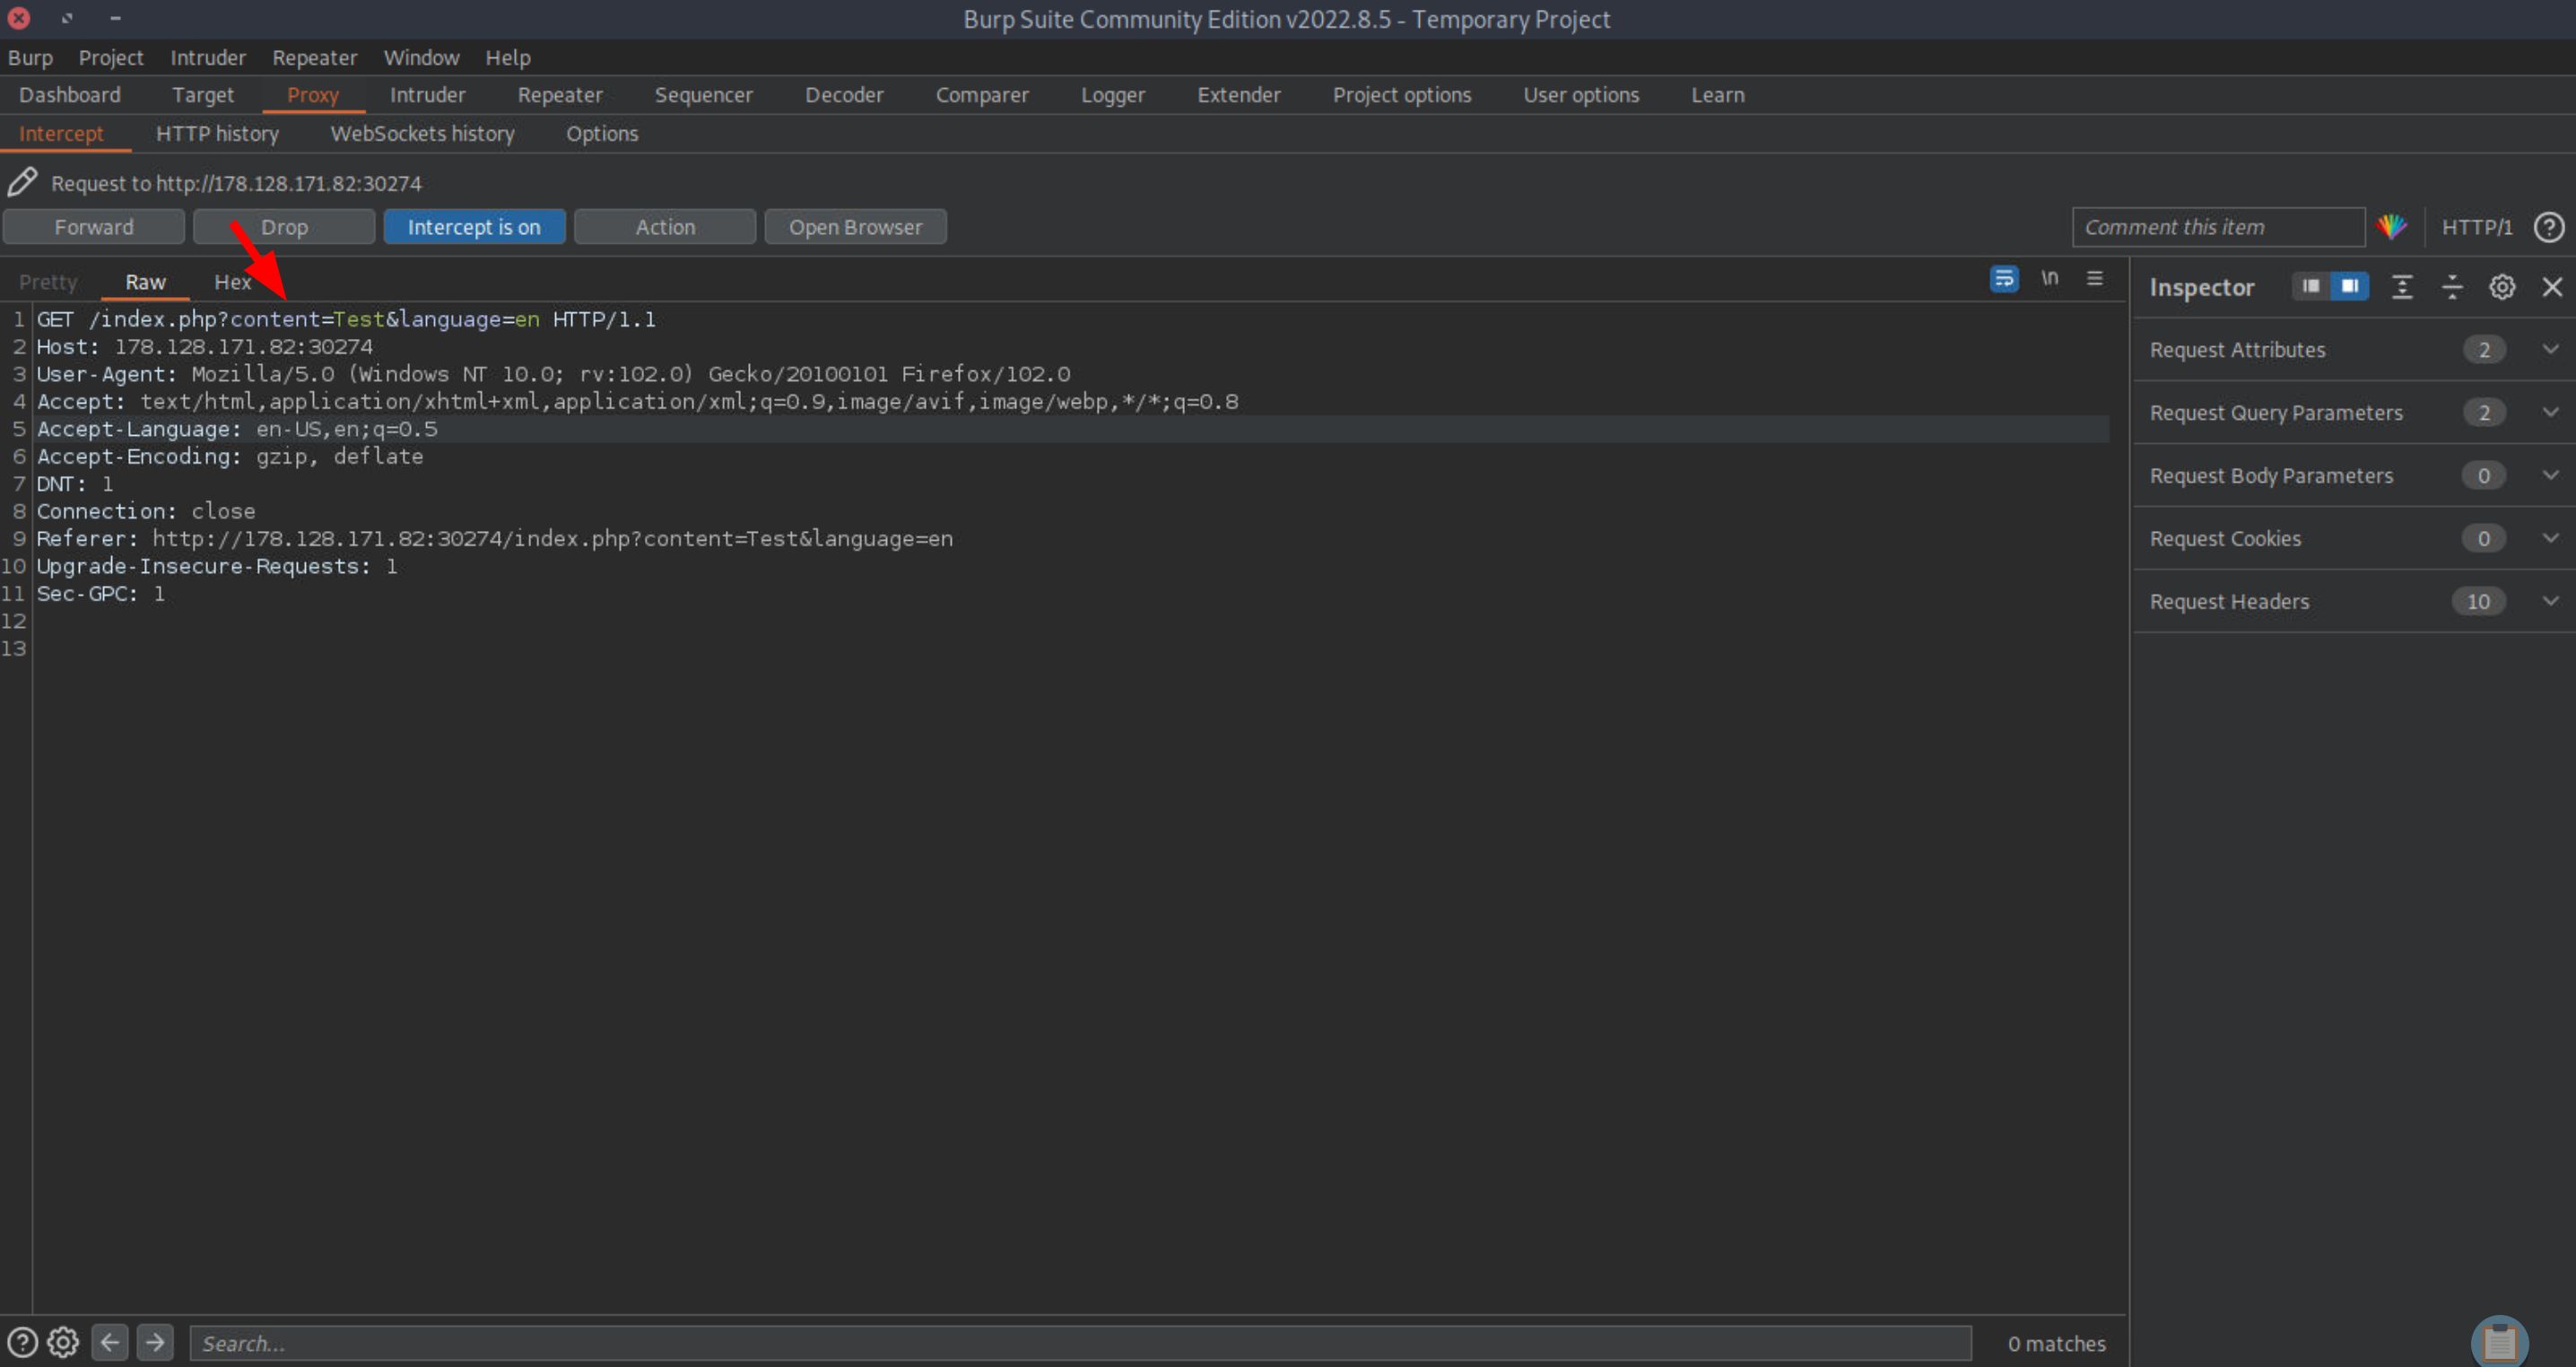 Burp Suite Community Edition v2022.8.5 - Temporary Project
Burp Project Intruder Repeater Window Help
Dashboard Target Proxy Intruder Repeater Sequencer Decoder Comparer Logger Extender Project options User options Learn
Intercept HTTP history WebSockets history Options
Request to http://178.128.171.82:30274
Forward Drop Intercept is on Action Open Browser Comment this item HTTP/1
Pretty Raw Hex \n
Inspector
1 GET /index.php?content=Test&language=en HTTP/1.1
2 Host: 178.128.171.82:30274
3 User-Agent: Mozilla/5.0 (Windows NT 10.0; rv:102.0) Gecko/20100101 Firefox/102.0
4 Accept: text/html,application/xhtml+xml,application/xml;q=0.9,image/avif,image/webp,*/*;q=0.8
5 Accept-Language: en-US,en;q=0.5
6 Accept-Encoding: gzip, deflate
7 DNT: 1
8 Connection: close
9 Referer: http://178.128.171.82:30274/index.php?content=Test&language=en
10 Upgrade-Insecure-Requests: 1
11 Sec-GPC: 1
12
13
Request Attributes 2
Request Query Parameters 2
Request Body Parameters 0
Request Cookies 0
Request Headers 10
Search... 0 matches